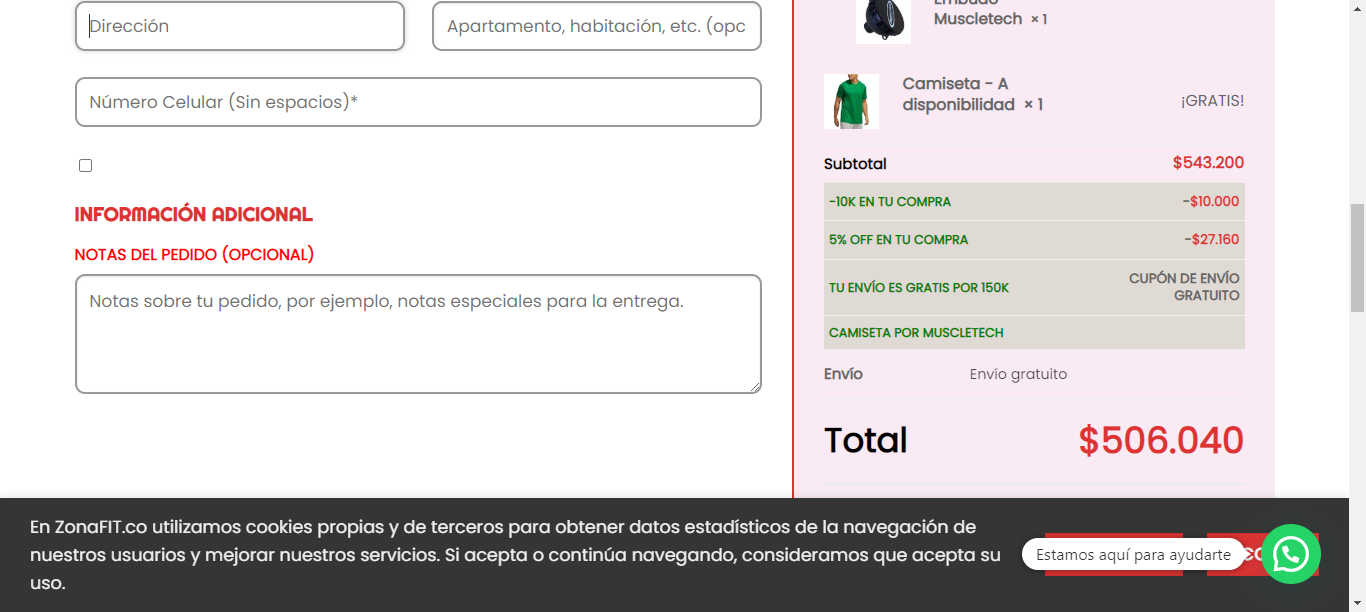 Dirección
Apartamento, habitación, etc. (opc
Número Celular (Sin espacios)*
INFORMACIÓN ADICIONAL
NOTAS DEL PEDIDO (OPCIONAL)
Notas sobre tu pedido, por ejemplo, notas especiales para la entrega.
Embudo
Muscletech × 1
Camiseta - A
disponibilidad × 1
¡GRATIS!
Subtotal
$543.200
-10K EN TU COMPRA
-$10.000
5% OFF EN TU COMPRA
-$27.160
TU ENVÍO ES GRATIS POR 150K
CUPÓN DE ENVÍO
GRATUITO
CAMISETA POR MUSCLETECH
Envío
Envío gratuito
Total
$506.040
En ZonaFIT.co utilizamos cookies propias y de terceros para obtener datos estadísticos de la navegación de
nuestros usuarios y mejorar nuestros servicios. Si acepta o continúa navegando, consideramos que acepta su
uso.
Estamos aquí para ayudarte